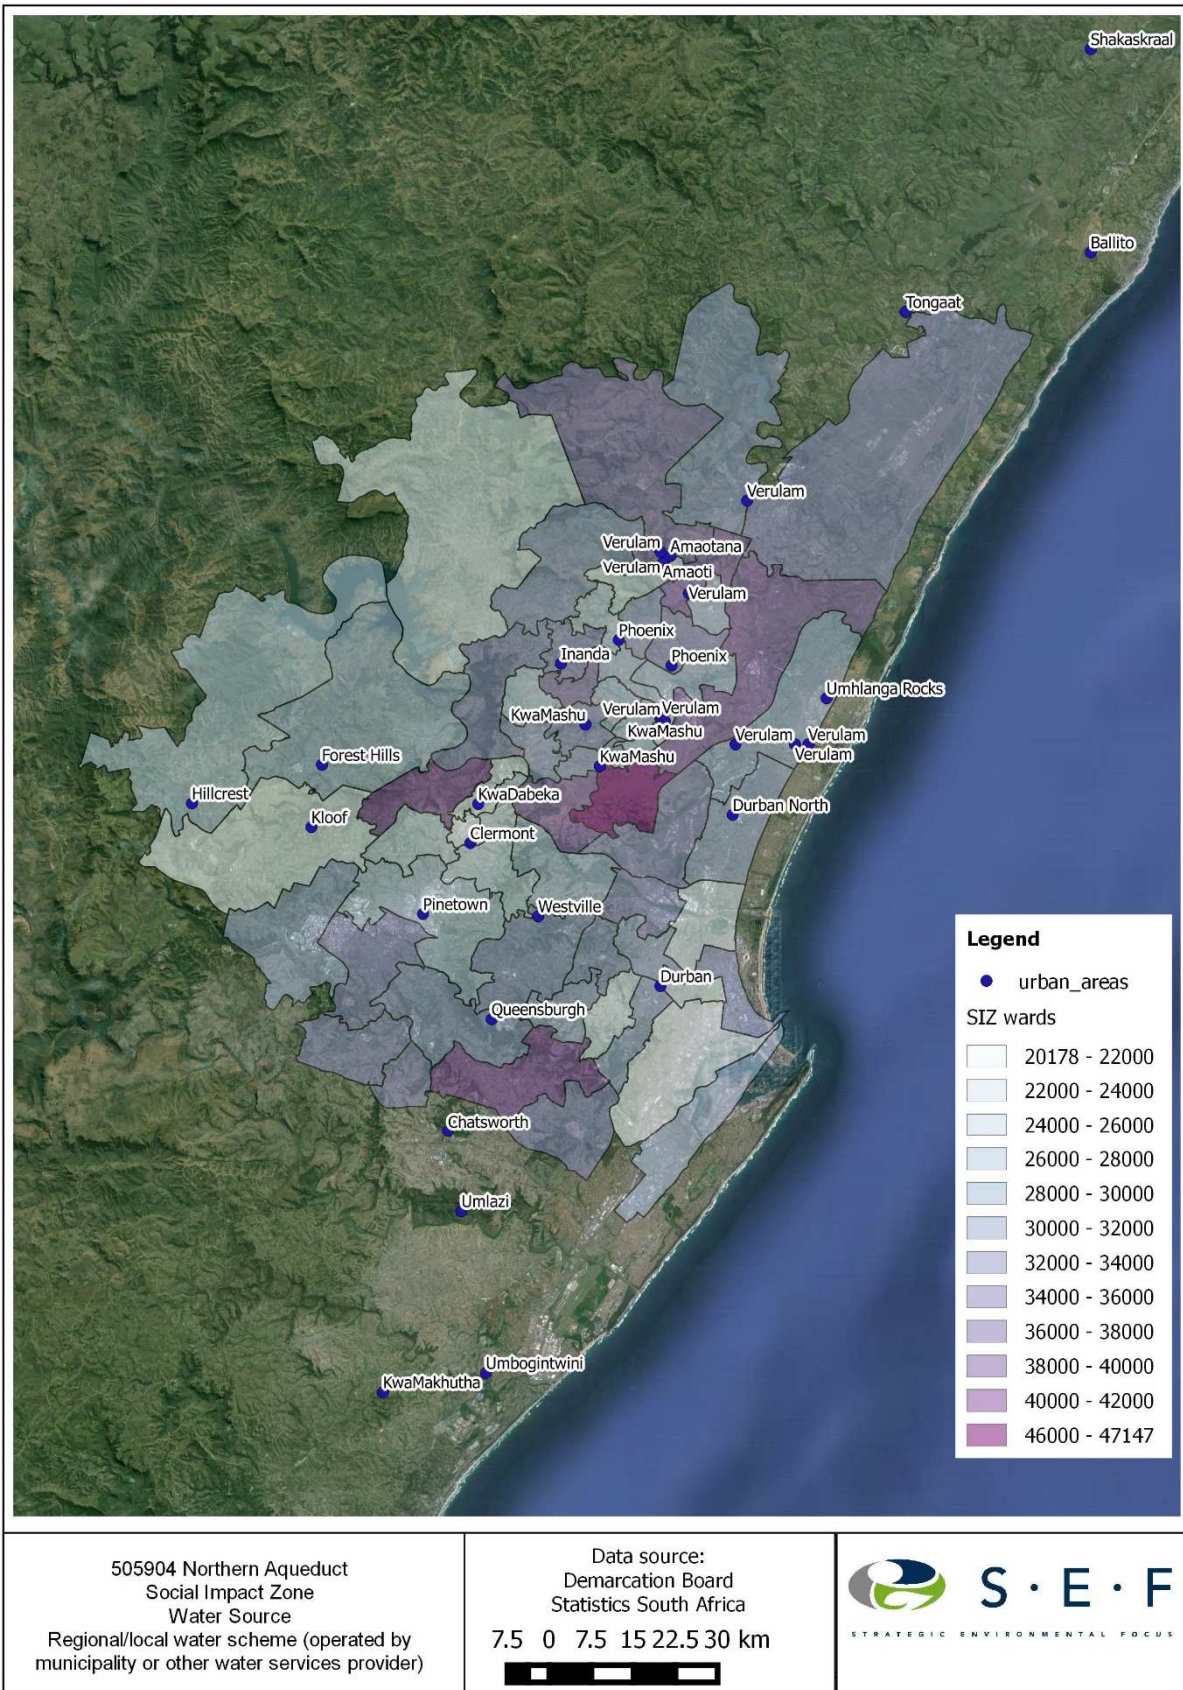 Shakaskraal
Ballito
Tongaat
Verulam
Verulam
Amaotana
Verulam
Amaoti
Verulam
Phoenix
Inanda
Phoenix
Umhlanga Rocks
KwaMashu
Verulam
Verulam
KwaMashu
Verulam
Verulam
Verulam
KwaMashu
Forest Hills
Hillcrest
KwaDabeka
Durban North
Kloof
Clermont
Pinetown
Westville
Durban
Queensburgh
Chatsworth
Umlazi
Umbogintwini
KwaMakhutha
Legend
urban_areas
SIZ wards
20178 - 22000
22000 - 24000
24000 - 26000
26000 - 28000
28000 - 30000
30000 - 32000
32000 - 34000
34000 - 36000
36000 - 38000
38000 - 40000
40000 - 42000
46000 - 47147
505904 Northern Aqueduct
Social Impact Zone
Water Source
Regional/local water scheme (operated by
municipality or other water services provider)
Data source:
Demarcation Board
Statistics South Africa
7.5 0 7.5 15 22.5 30 km
S · E · F
STRATEGIC ENVIRONMENTAL FOCUS